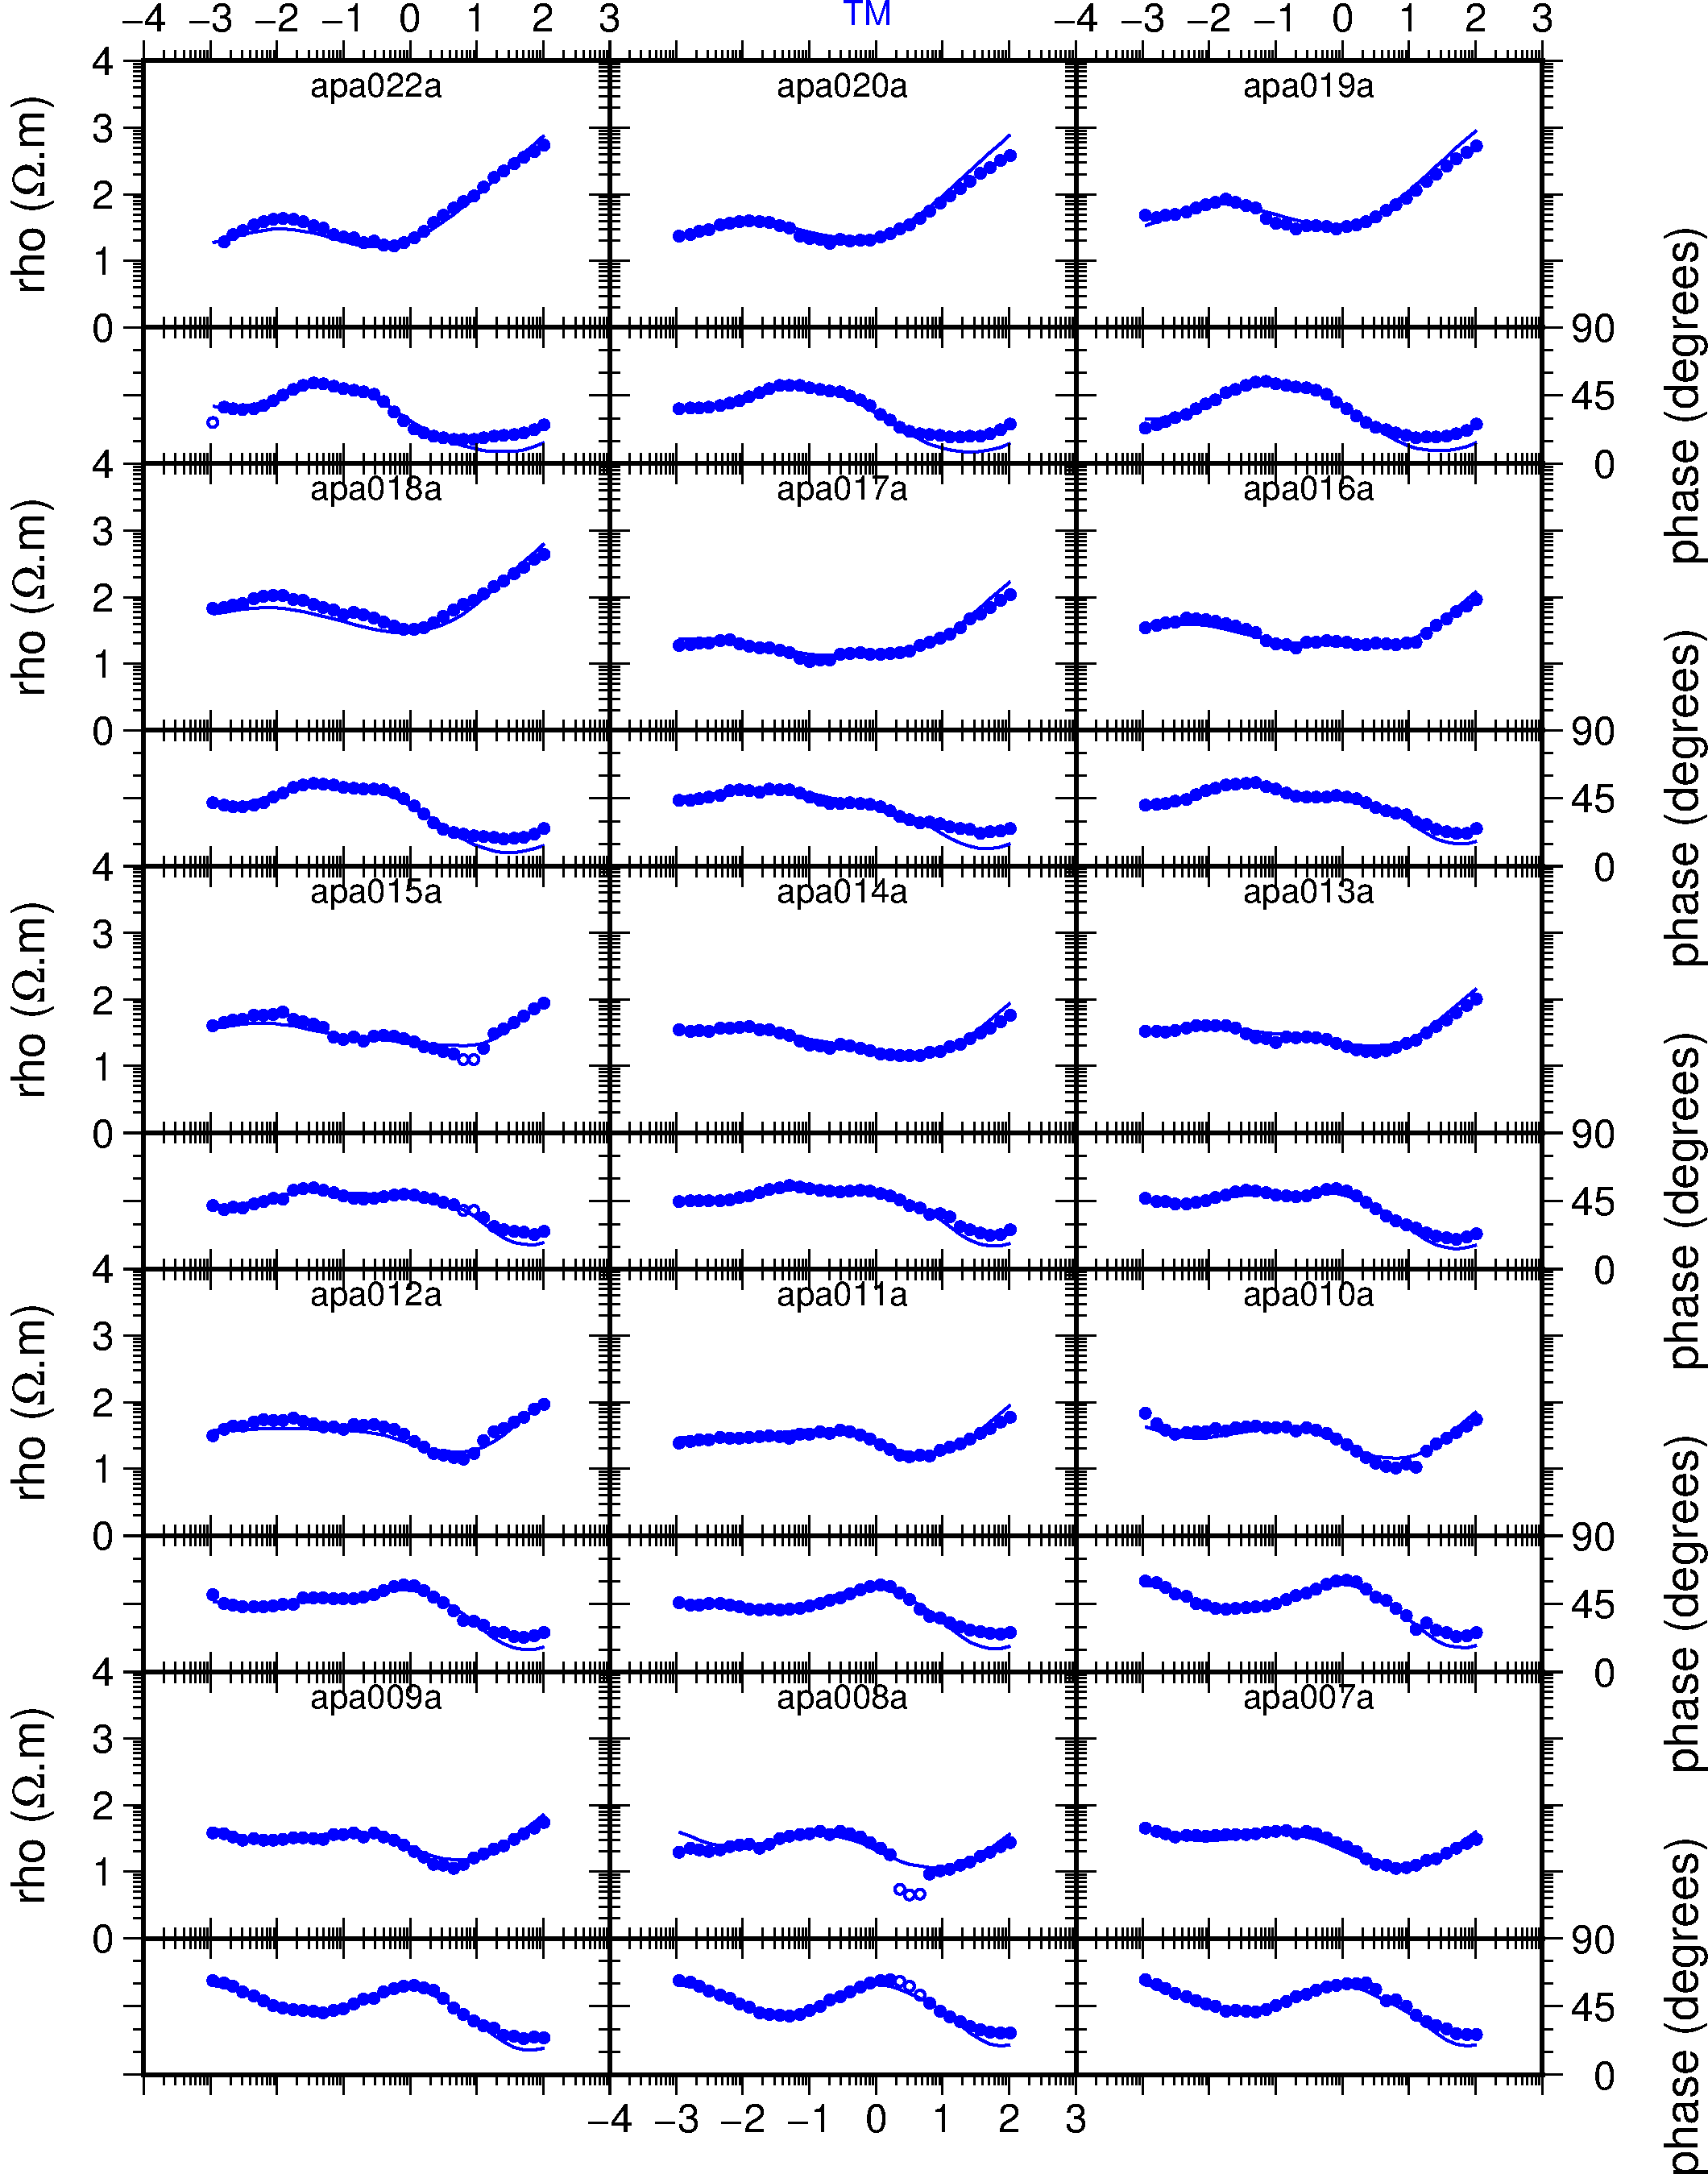 −4 −3 −2 −1 0 1 2 3 TM −4 −3 −2 −1 0 1 2 3
apa022a apa020a apa019a
4
3
2
1
0
rho (Ω.m)
90
45
0
phase (degrees)
apa018a apa017a apa016a
4
3
2
1
0
rho (Ω.m)
90
45
0
phase (degrees)
apa015a apa014a apa013a
4
3
2
1
0
rho (Ω.m)
90
45
0
phase (degrees)
apa012a apa011a apa010a
4
3
2
1
0
rho (Ω.m)
90
45
0
phase (degrees)
apa009a apa008a apa007a
4
3
2
1
0
rho (Ω.m)
90
45
0
phase (degrees)
−4 −3 −2 −1 0 1 2 3